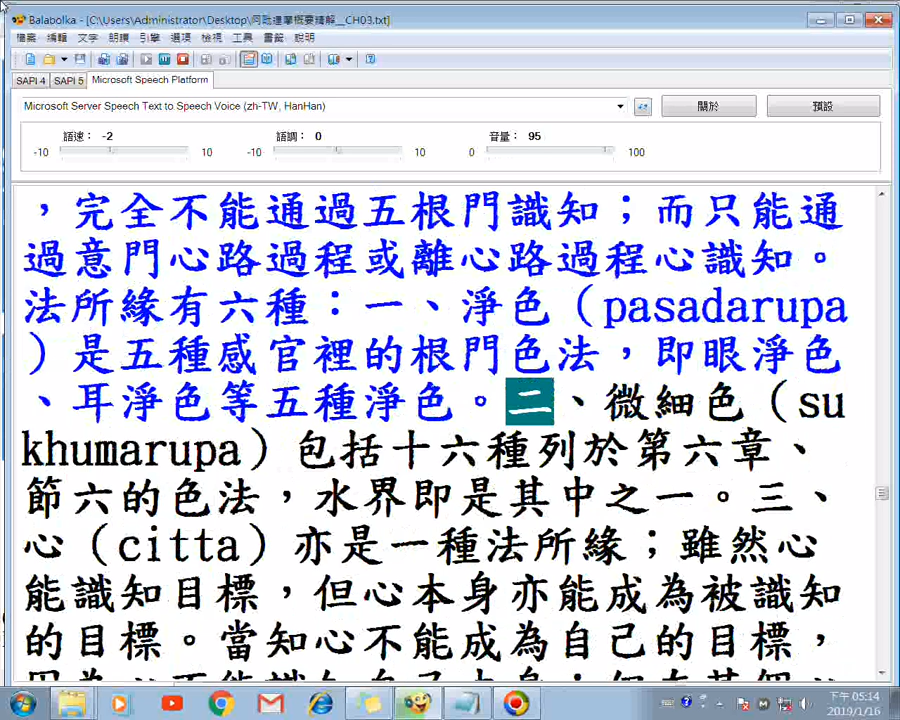 Balabolka - [C:\Users\Administrator\Desktop\阿毗達摩概要精解__CH03.txt]
檔案 編輯 文字 朗讀 引擎 選項 檢視 工具 書籤 說明
SAPI 4 SAPI 5 Microsoft Speech Platform
Microsoft Server Speech Text to Speech Voice (zh-TW, HanHan) 關於 預設
語速： -2 語調： 0 音量： 95
-10 10 -10 10 0 100
，完全不能通過五根門識知；而只能通
過意門心路過程或離心路過程心識知。
法所緣有六種：一、淨色（pasadarupa
）是五種感官裡的根門色法，即眼淨色
、耳淨色等五種淨色。二、微細色（su
khumarupa）包括十六種列於第六章、
節六的色法，水界即是其中之一。三、
心（citta）亦是一種法所緣；雖然心
能識知目標，但心本身亦能成為被識知
的目標。當知心不能成為自己的目標，
下午 05:14
2019/1/16